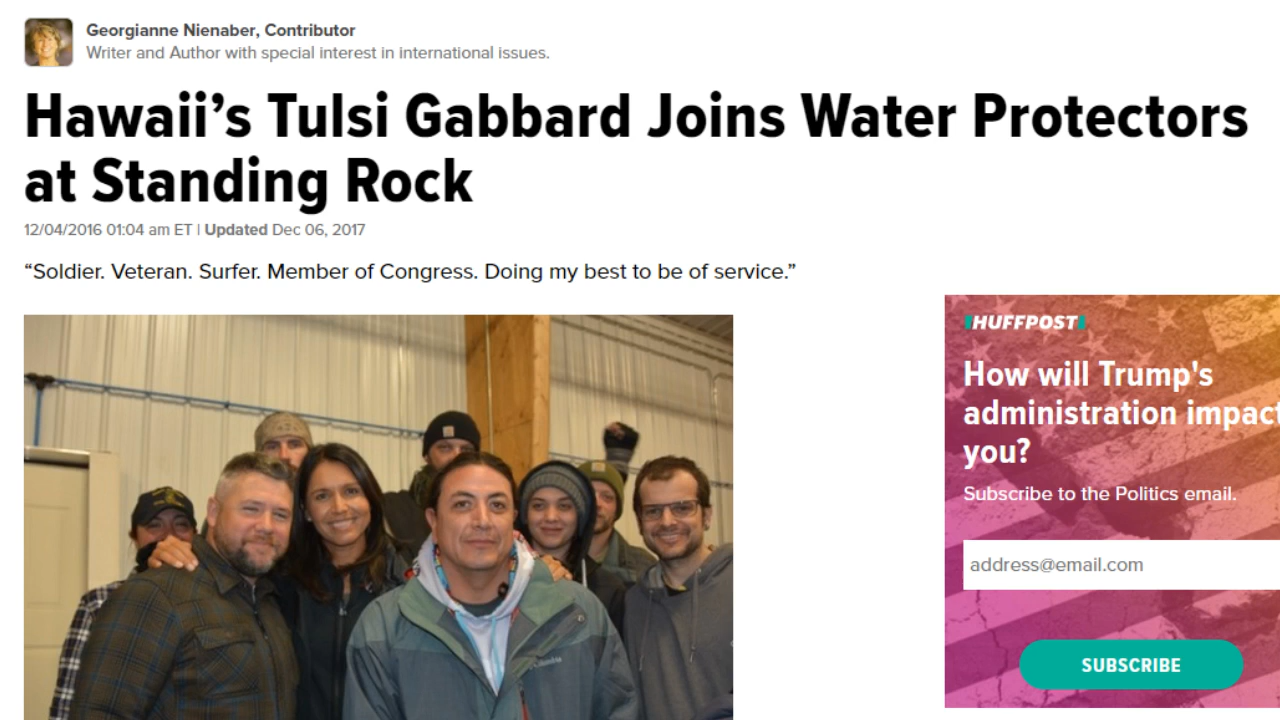 Georgianne Nienaber, Contributor
Writer and Author with special interest in international issues.
Hawaii’s Tulsi Gabbard Joins Water Protectors
at Standing Rock
12/04/2016 01:04 am ET | Updated Dec 06, 2017
“Soldier. Veteran. Surfer. Member of Congress. Doing my best to be of service.”
HUFFPOST
How will Trump's
administration impact
you?
Subscribe to the Politics email.
address@email.com
SUBSCRIBE
Columbia